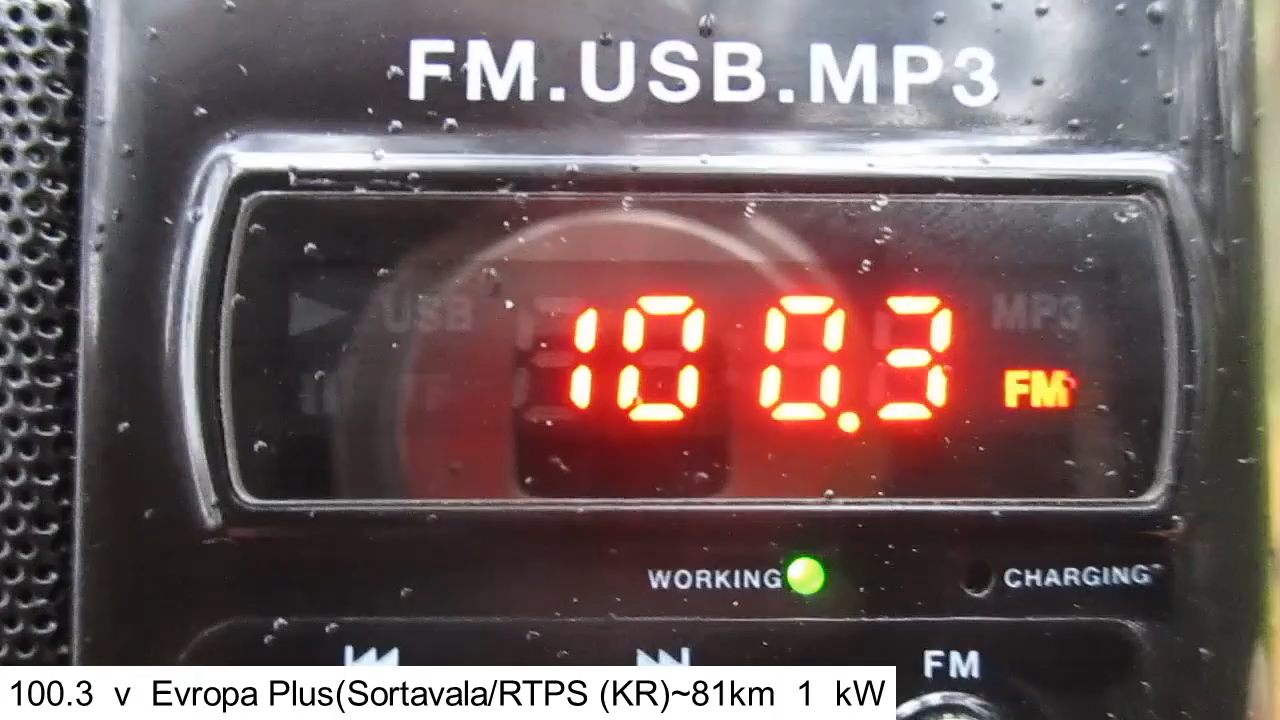 FM.USB.MP3
USB
MP3
100.3
FM
WORKING
CHARGING
FM
100.3 v Evropa Plus(Sortavala/RTPS (KR)~81km 1 kW